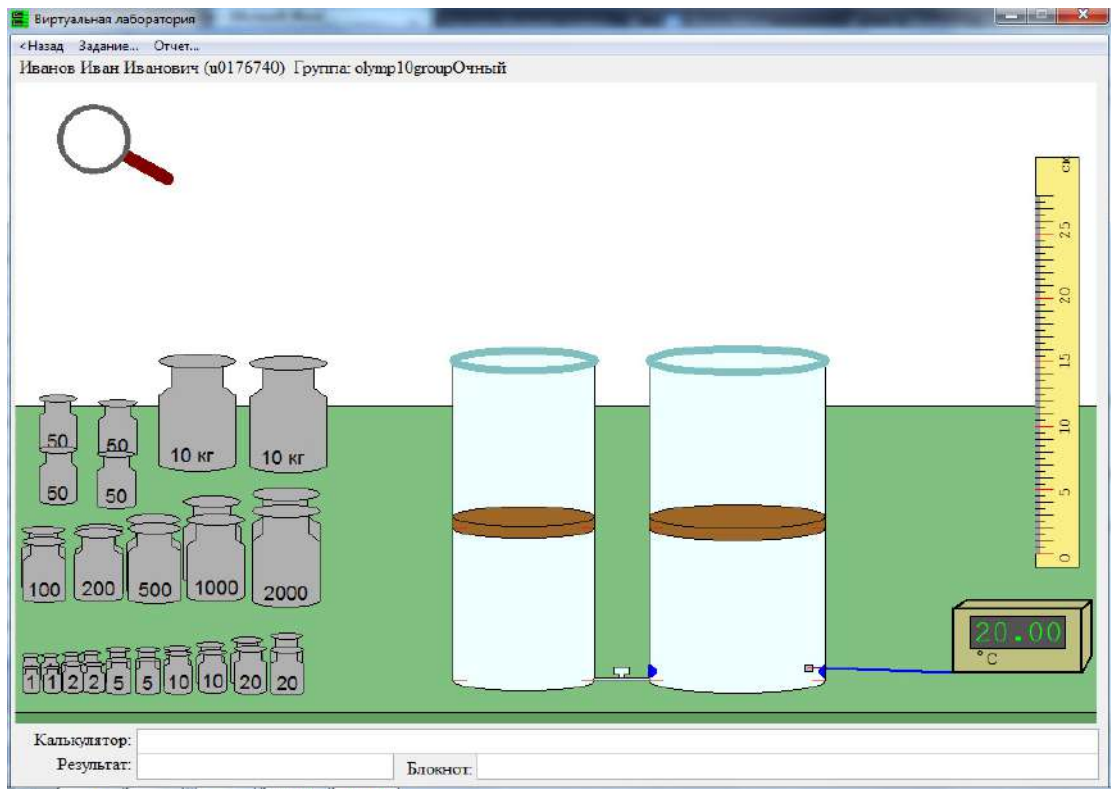 Виртуальная лаборатория
<Назад Задание... Отчет...
Иванов Иван Иванович (u0176740) Группа: olymp10groupОчный
см
25
20
15
10
5
0
50 50 10 кг 10 кг
50 50
100 200 500 1000 2000
1 1 2 2 5 5 10 10 20 20
20.00
°C
Калькулятор:
Результат: Блокнот: